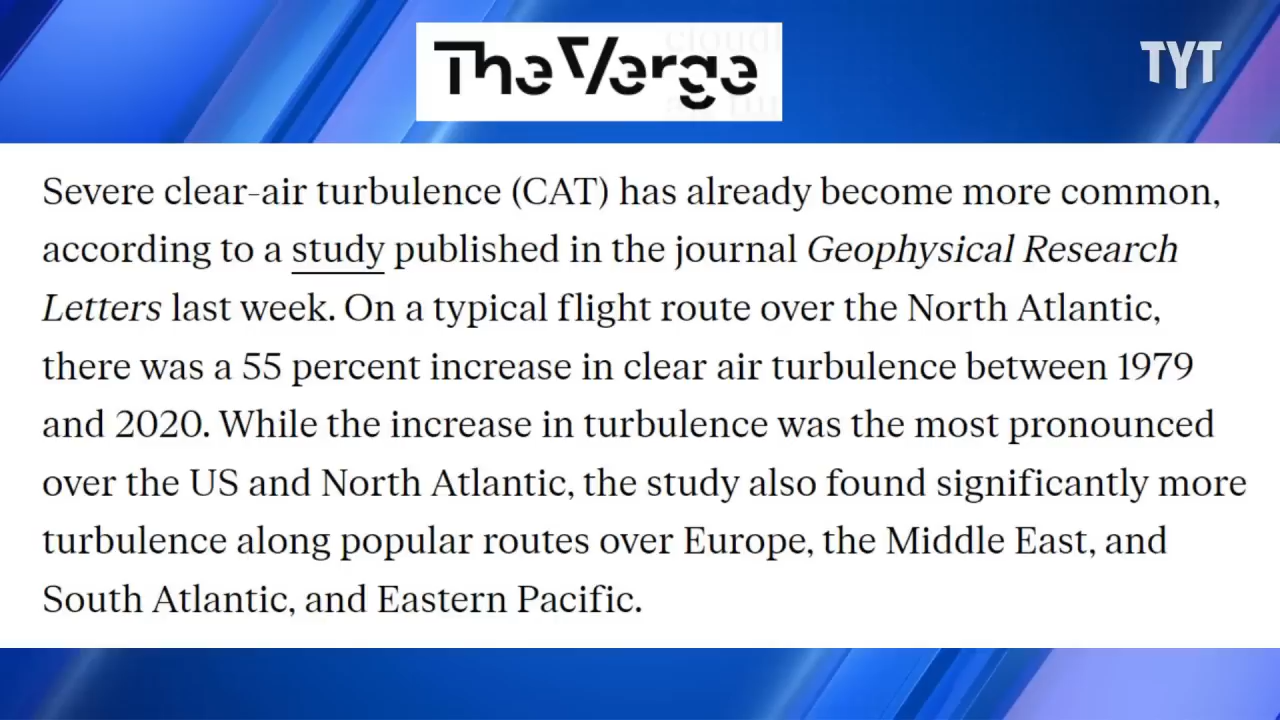 The Verge
TYT
Severe clear-air turbulence (CAT) has already become more common,
according to a study published in the journal Geophysical Research
Letters last week. On a typical flight route over the North Atlantic,
there was a 55 percent increase in clear air turbulence between 1979
and 2020. While the increase in turbulence was the most pronounced
over the US and North Atlantic, the study also found significantly more
turbulence along popular routes over Europe, the Middle East, and
South Atlantic, and Eastern Pacific.